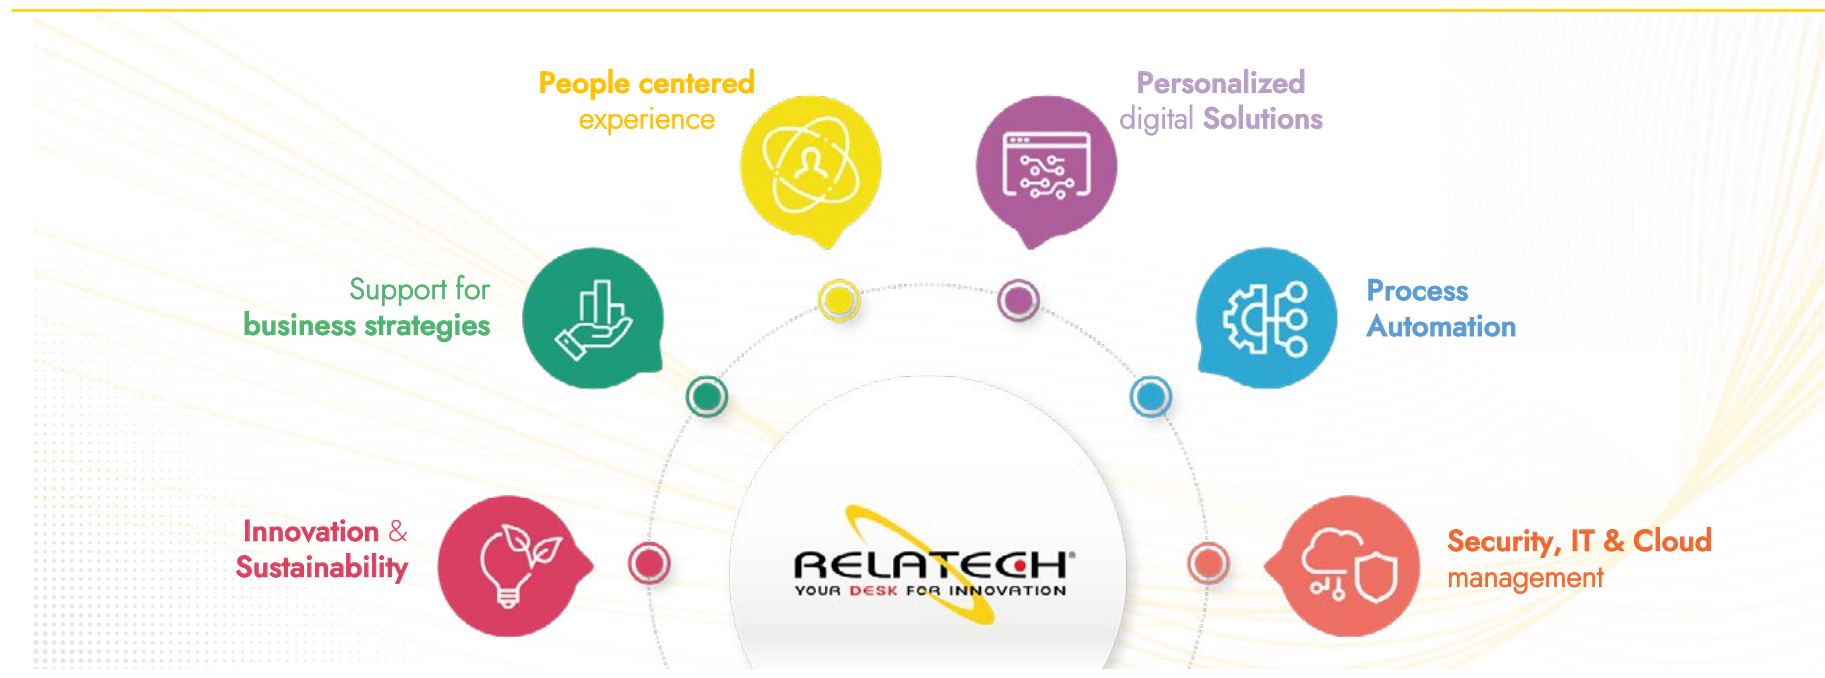 People centered
experience
Personalized
digital Solutions
Support for
business strategies
Process
Automation
Innovation &
Sustainability
Security, IT & Cloud
management
RELATECH®
YOUR DESK FOR INNOVATION